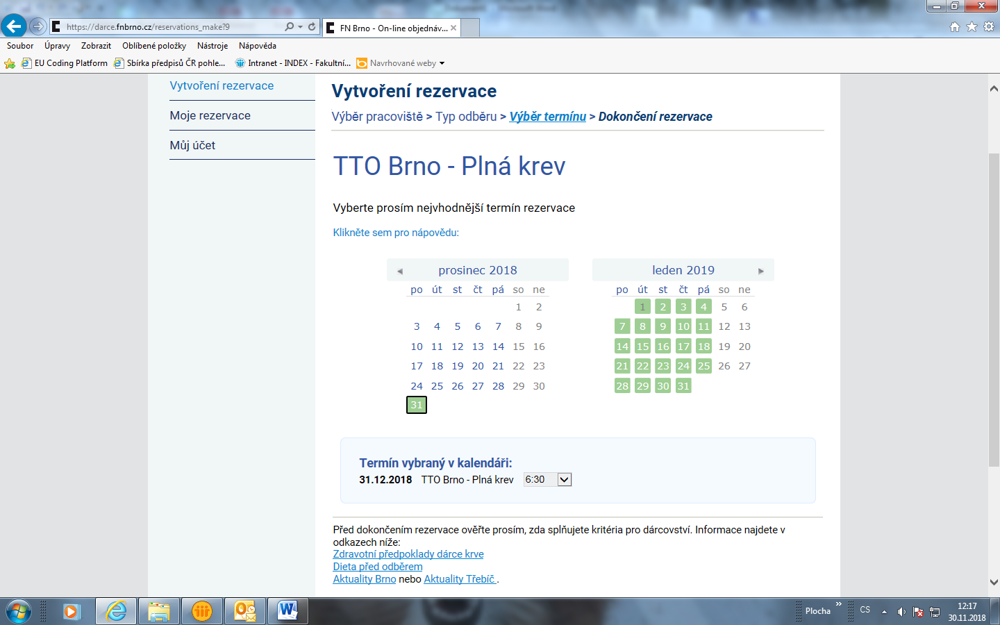 https://darce.fnbrno.cz/reservations_make?9
FN Brno - On-line objednáv...
Soubor Úpravy Zobrazit Oblíbené položky Nástroje Nápověda
EU Coding Platform Sbírka předpisů ČR pohle... Intranet - INDEX - Fakultní... Navrhované weby
Vytvoření rezervace
Moje rezervace
Můj účet
Vytvoření rezervace
Výběr pracoviště > Typ odběru > Výběr termínu > Dokončení rezervace
TTO Brno - Plná krev
Vyberte prosím nejvhodnější termín rezervace
Klikněte sem pro nápovědu:
prosinec 2018
po út st čt pá so ne
1 2
3 4 5 6 7 8 9
10 11 12 13 14 15 16
17 18 19 20 21 22 23
24 25 26 27 28 29 30
31
leden 2019
po út st čt pá so ne
1 2 3 4 5 6
7 8 9 10 11 12 13
14 15 16 17 18 19 20
21 22 23 24 25 26 27
28 29 30 31
Termín vybraný v kalendáři:
31.12.2018 TTO Brno - Plná krev 6:30
Před dokončením rezervace ověřte prosím, zda splňujete kritéria pro dárcovství. Informace najdete v
odkazech níže:
Zdravotní předpoklady dárce krve
Dieta před odběrem
Aktuality Brno nebo Aktuality Třebíč .
Plocha CS 12:17
30.11.2018